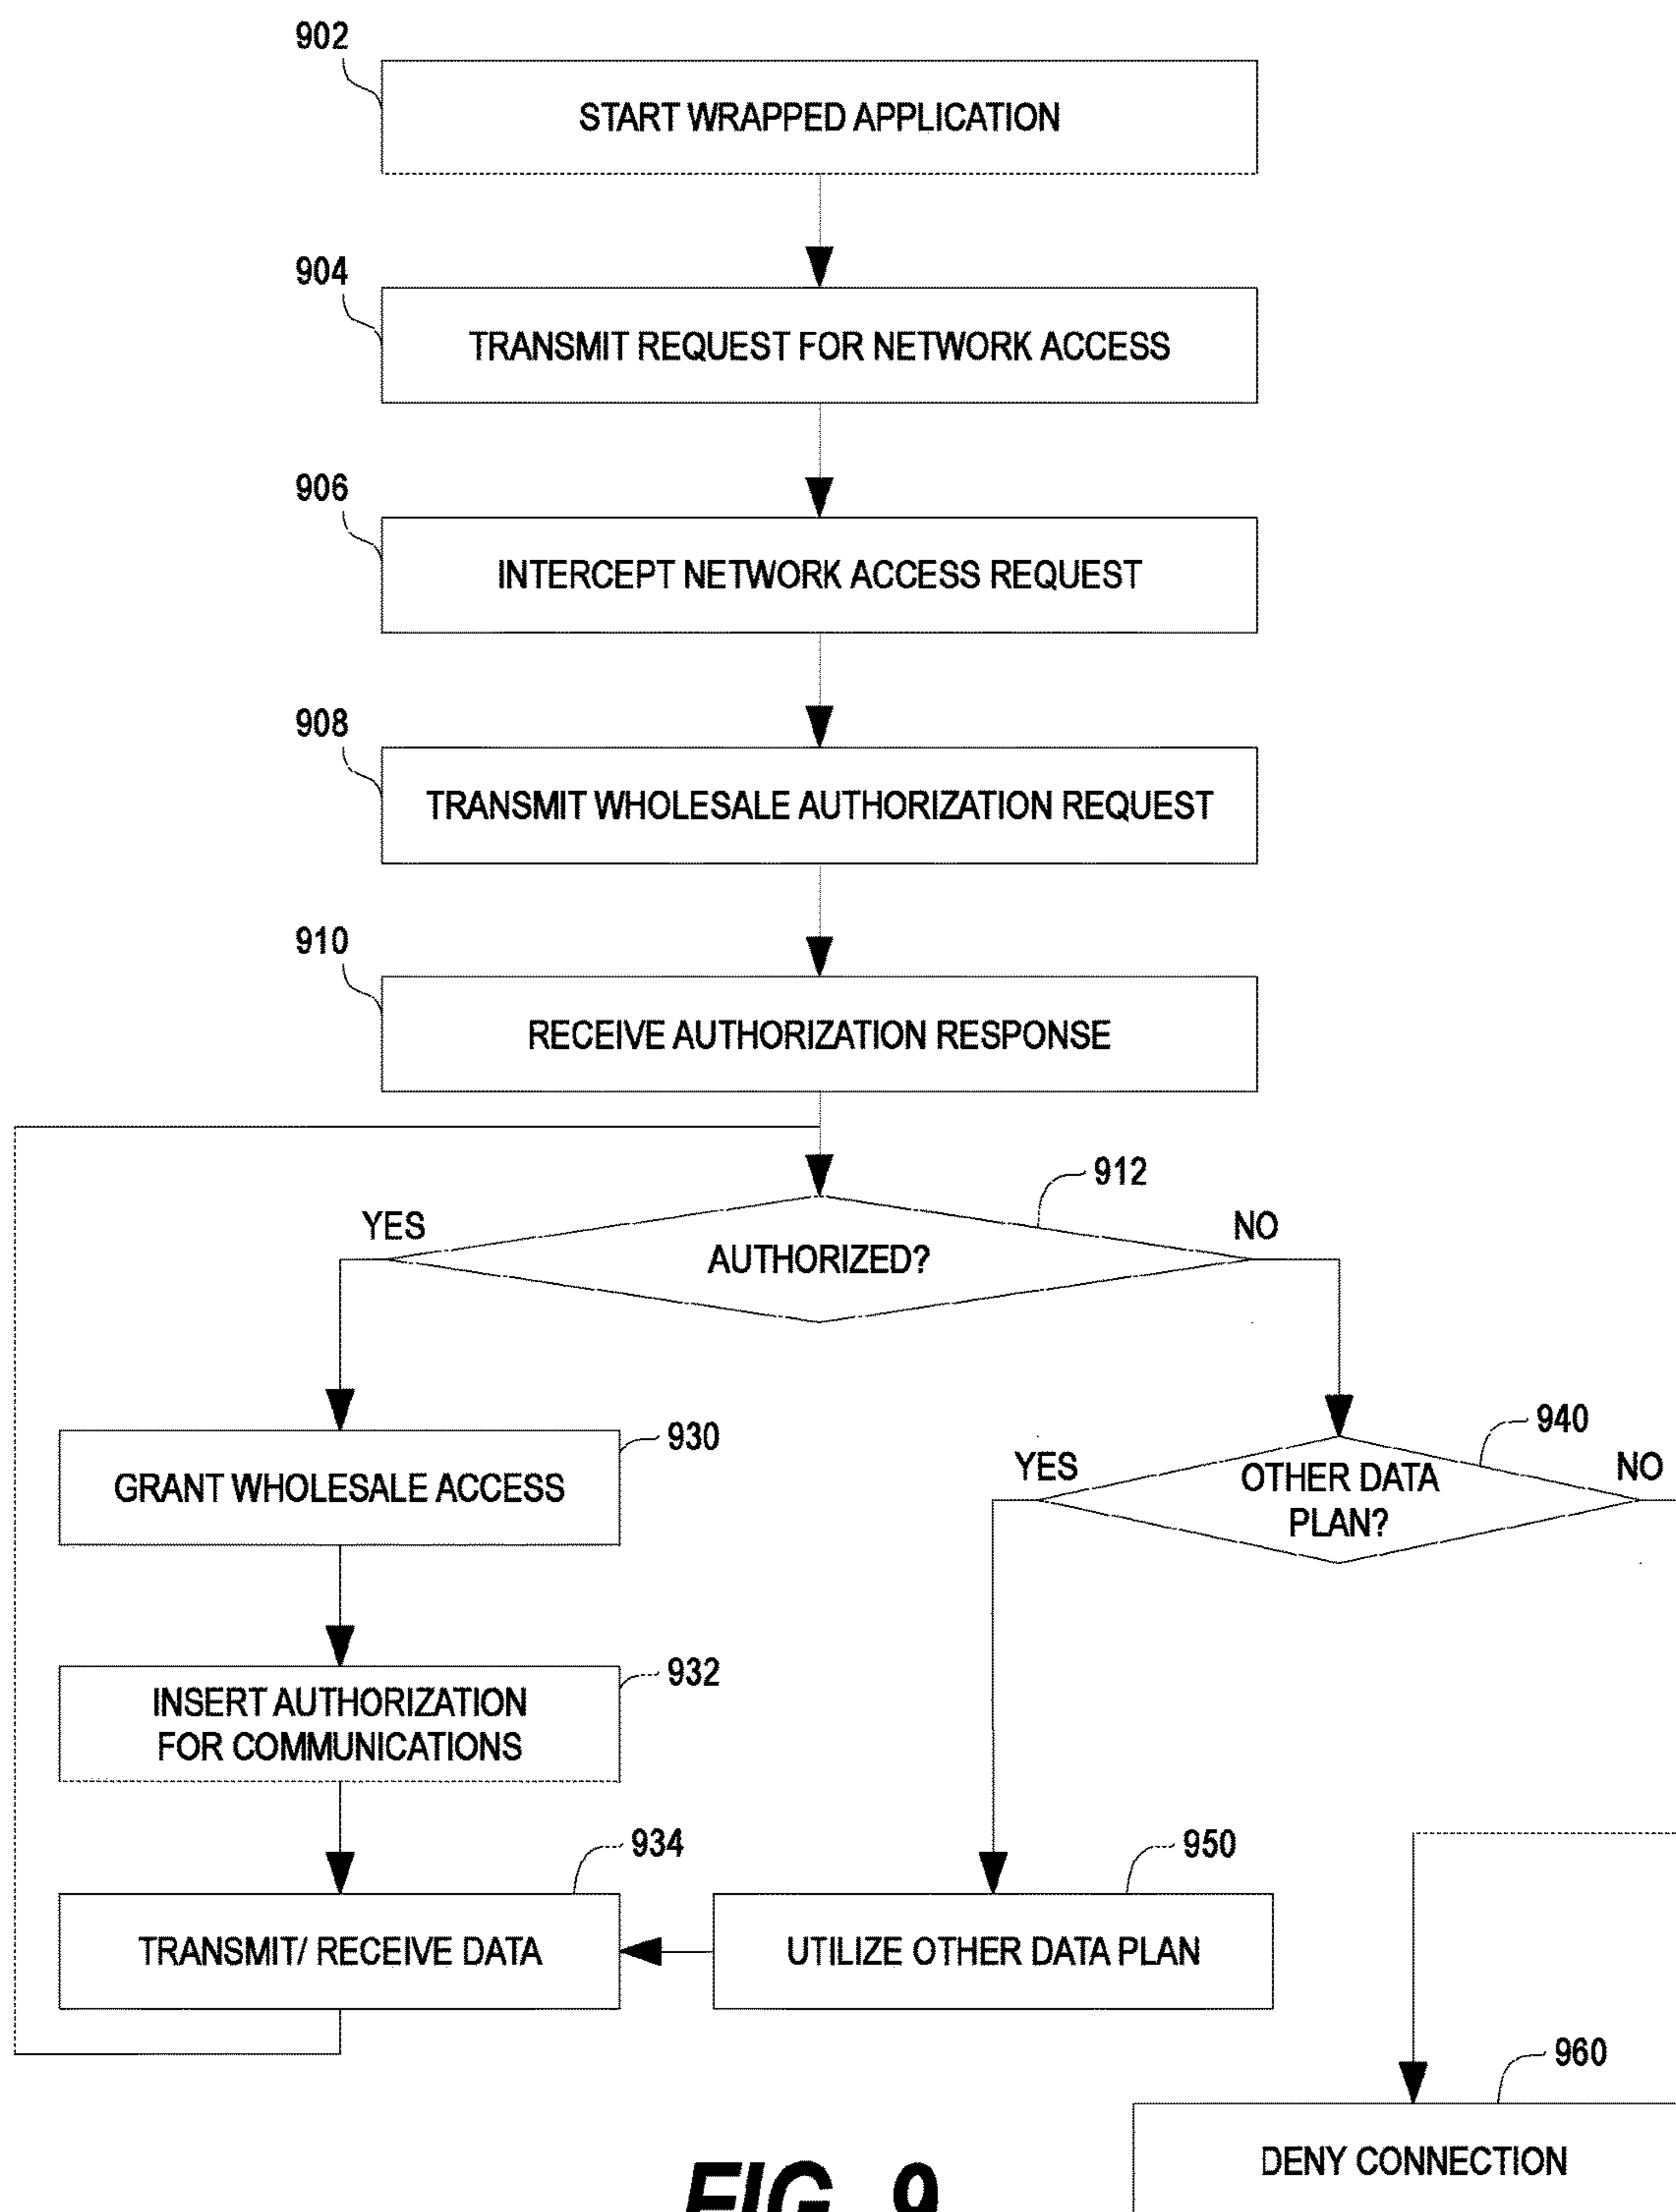 902
START WRAPPED APPLICATION
904
TRANSMIT REQUEST FOR NETWORK ACCESS
906
INTERCEPT NETWORK ACCESS REQUEST
908
TRANSMIT WHOLESALE AUTHORIZATION REQUEST
910
RECEIVE AUTHORIZATION RESPONSE
912
YES
NO
AUTHORIZED?
940
930
YES
OTHER DATA
NO
GRANT WHOLESALE ACCESS
PLAN?
932
INSERT AUTHORIZATION
FOR COMMUNICATIONS
934
950
TRANSMIT/ RECEIVE DATA
UTILIZE OTHER DATA PLAN
960
DENY CONNECTION
FIG. 9